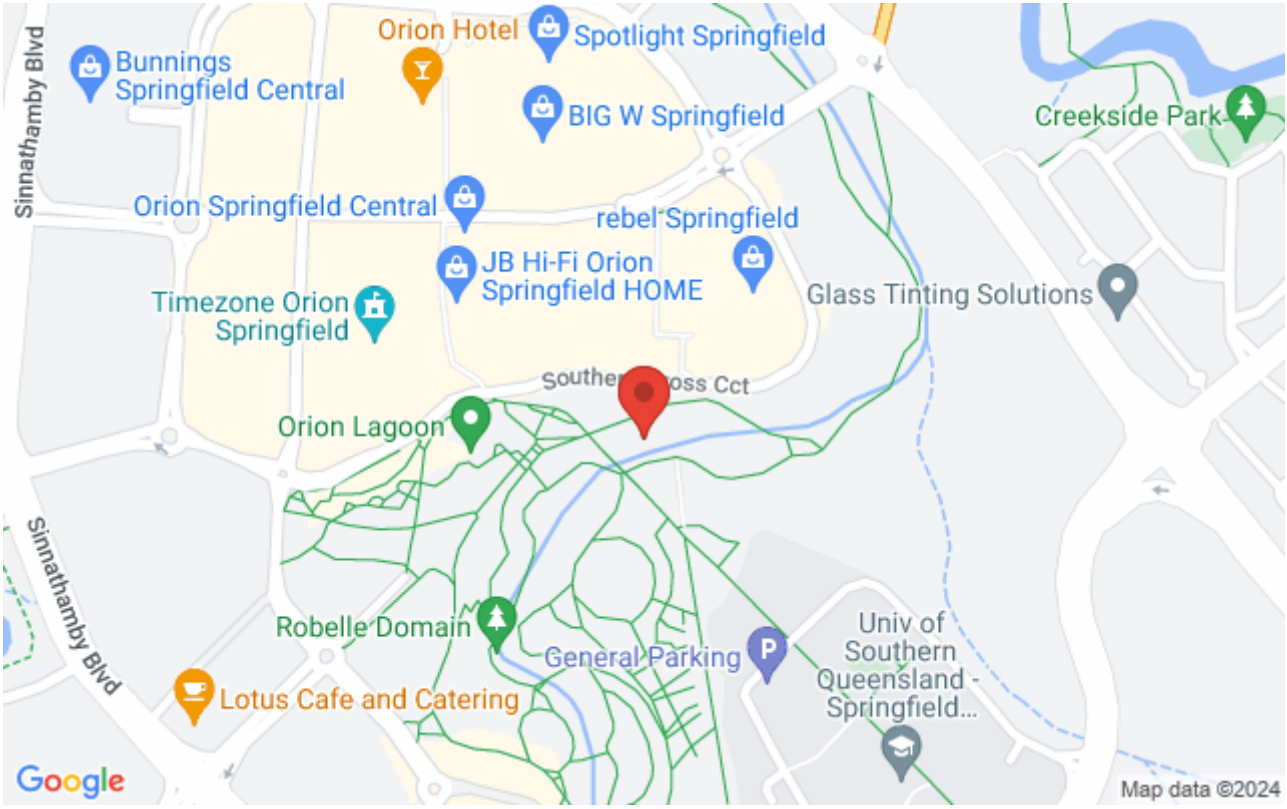 Orion Hotel
Spotlight Springfield
Bunnings
Springfield Central
Sinnathamby Blvd
BIG W Springfield
Creekside Park
Orion Springfield Central
rebel Springfield
JB Hi-Fi Orion
Springfield HOME
Glass Tinting Solutions
Timezone Orion
Springfield
Cct
Orion Lagoon
Sinnathamby Blvd
Robelle Domain
General Parking
Univ of
Southern
Queensland -
Springfield...
Lotus Cafe and Catering
Google
Map data ©2024